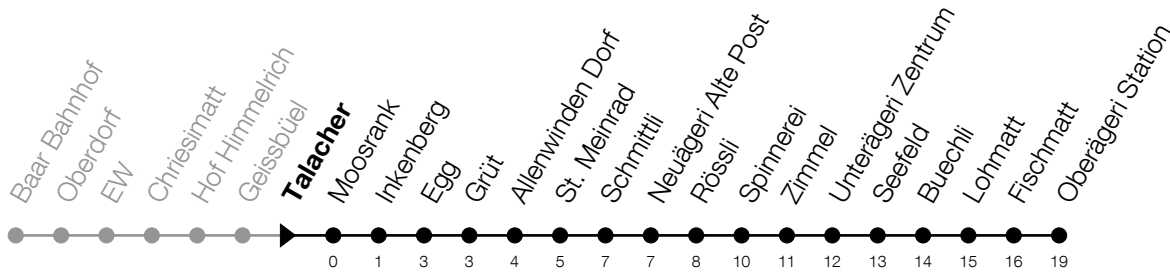 Baar Bahnhof
Oberdorf
EW
Chriesimatt
Hof Himmelrich
Geissbüel
Talacher
Moosrank
Inkenberg
Egg
Grüt
Allenwinden Dorf
St. Meinrad
Schmittli
Neuägeri Alte Post
Rössli
Spinnerei
Zimmel
Unterägeri Zentrum
Seefeld
Buechli
Lohmatt
Fischmatt
Oberägeri Station
0 1 3 3 4 5 7 7 8 10 11 12 13 14 15 16 19